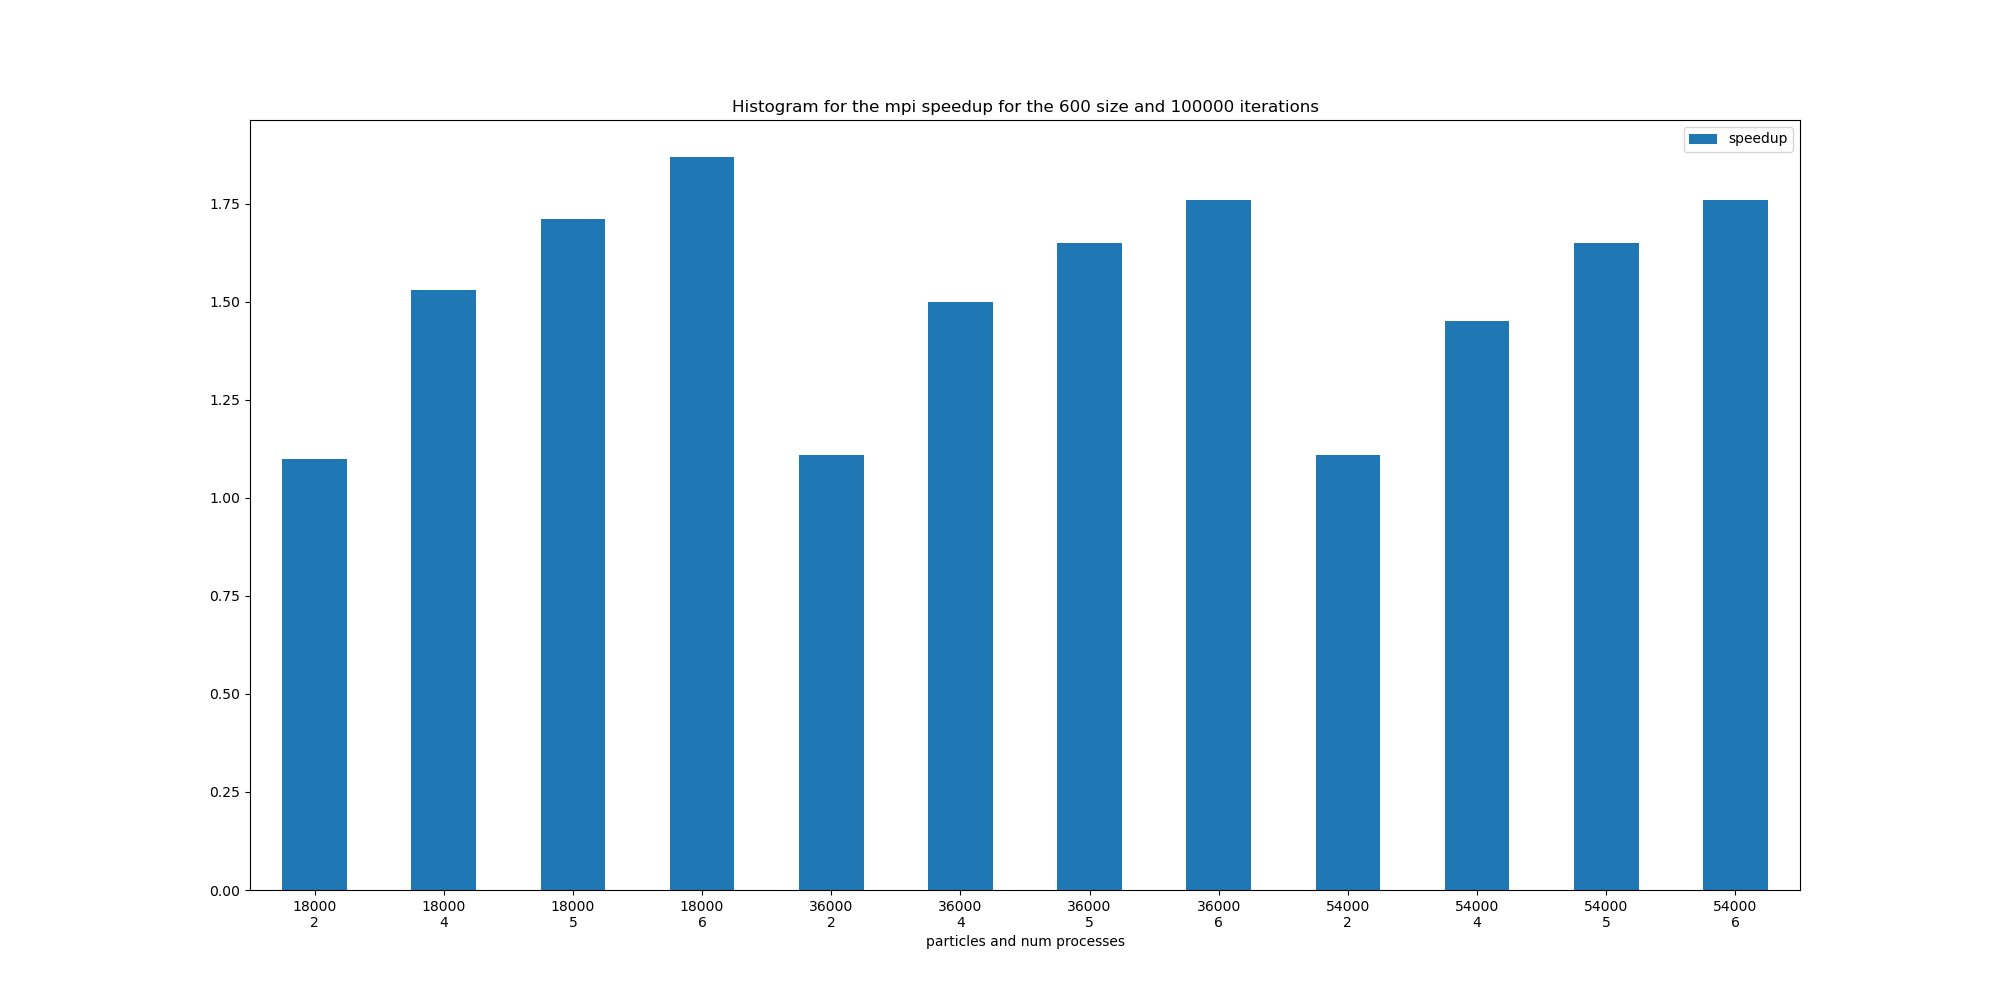 Histogram for the mpi speedup for the 600 size and 100000 iterations
speedup
1.75
1.50
1.25
1.00
0.75
0.50
0.25
0.00
18000 18000 18000 18000 36000 36000 36000 36000 54000 54000 54000 54000
2 4 5 6 2 4 5 6 2 4 5 6
particles and num processes